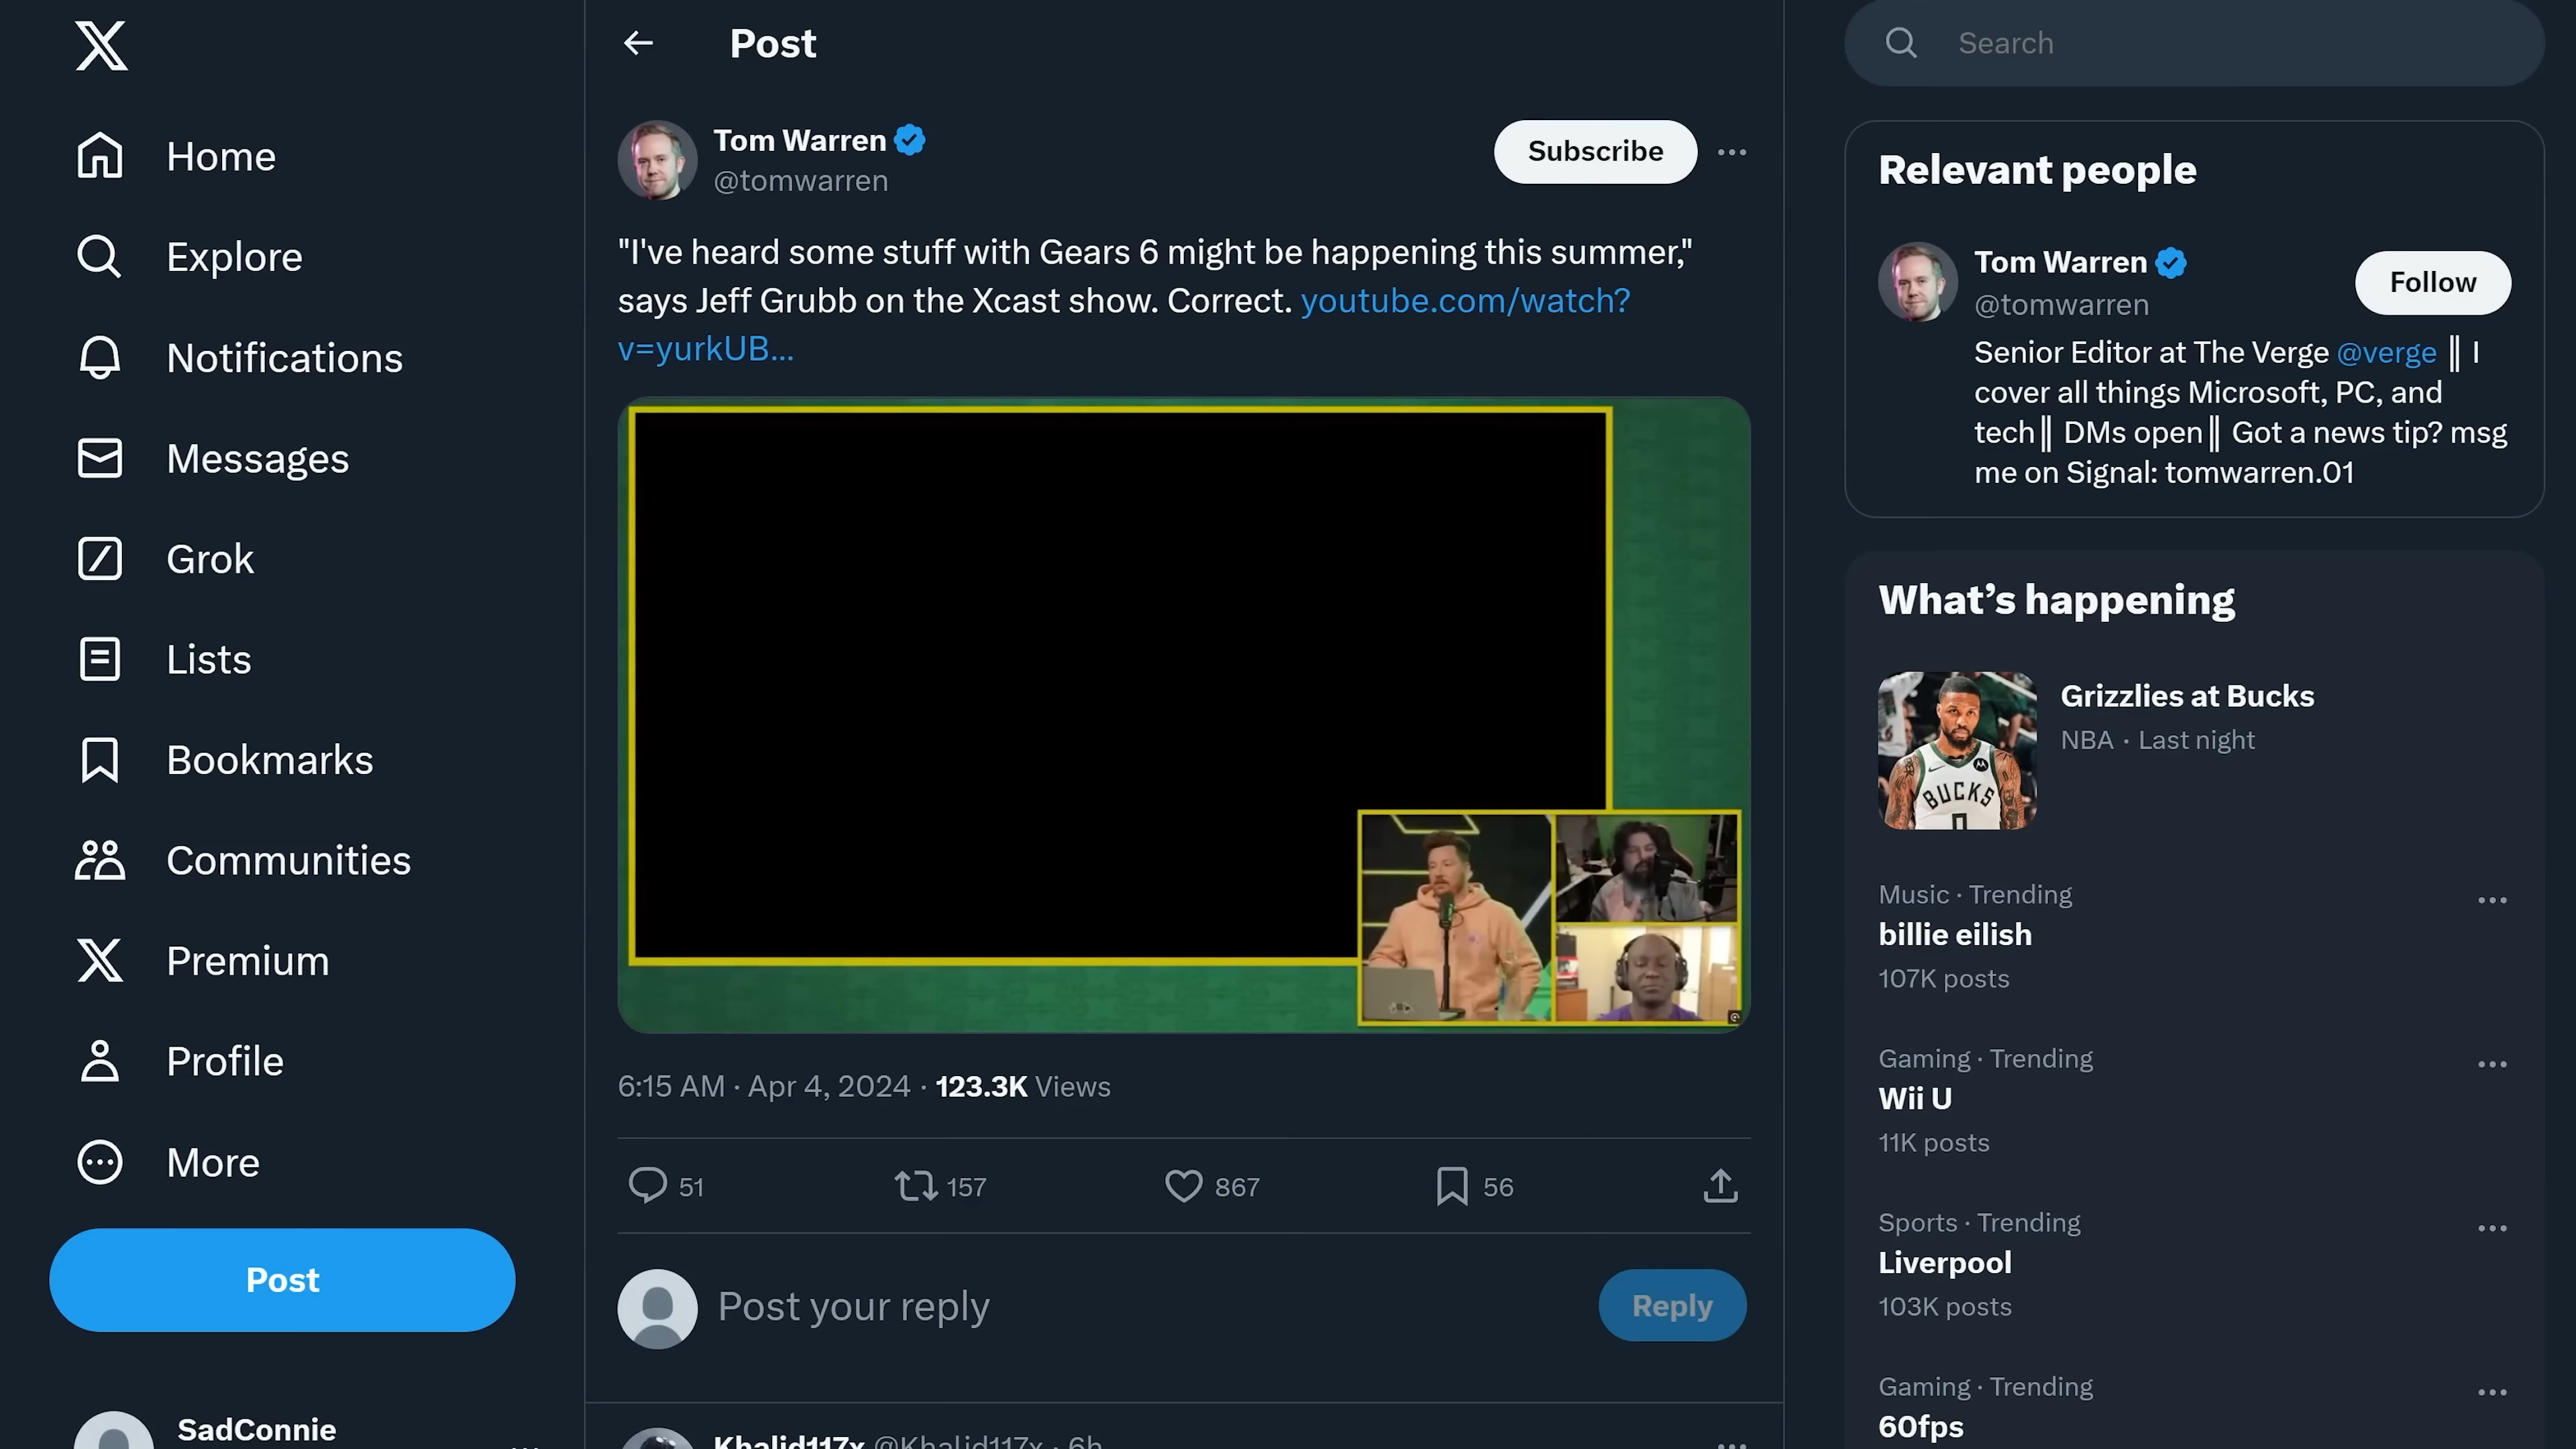 Home
Explore
Notifications
Messages
Grok
Lists
Bookmarks
Communities
Premium
Profile
More
Post
SadConnie
Post
Tom Warren
@tomwarren
Subscribe
"I've heard some stuff with Gears 6 might be happening this summer,"
says Jeff Grubb on the Xcast show. Correct. youtube.com/watch?
v=yurkUB...
6:15 AM · Apr 4, 2024 · 123.3K Views
51
157
867
56
Post your reply
Reply
Khalid117x @Khalid117x · 6h
Search
Relevant people
Tom Warren
@tomwarren
Follow
Senior Editor at The Verge @verge ║ I
cover all things Microsoft, PC, and
tech║ DMs open║ Got a news tip? msg
me on Signal: tomwarren.01
What’s happening
BUCKS
Grizzlies at Bucks
NBA · Last night
Music · Trending
billie eilish
107K posts
Gaming · Trending
Wii U
11K posts
Sports · Trending
Liverpool
103K posts
Gaming · Trending
60fps